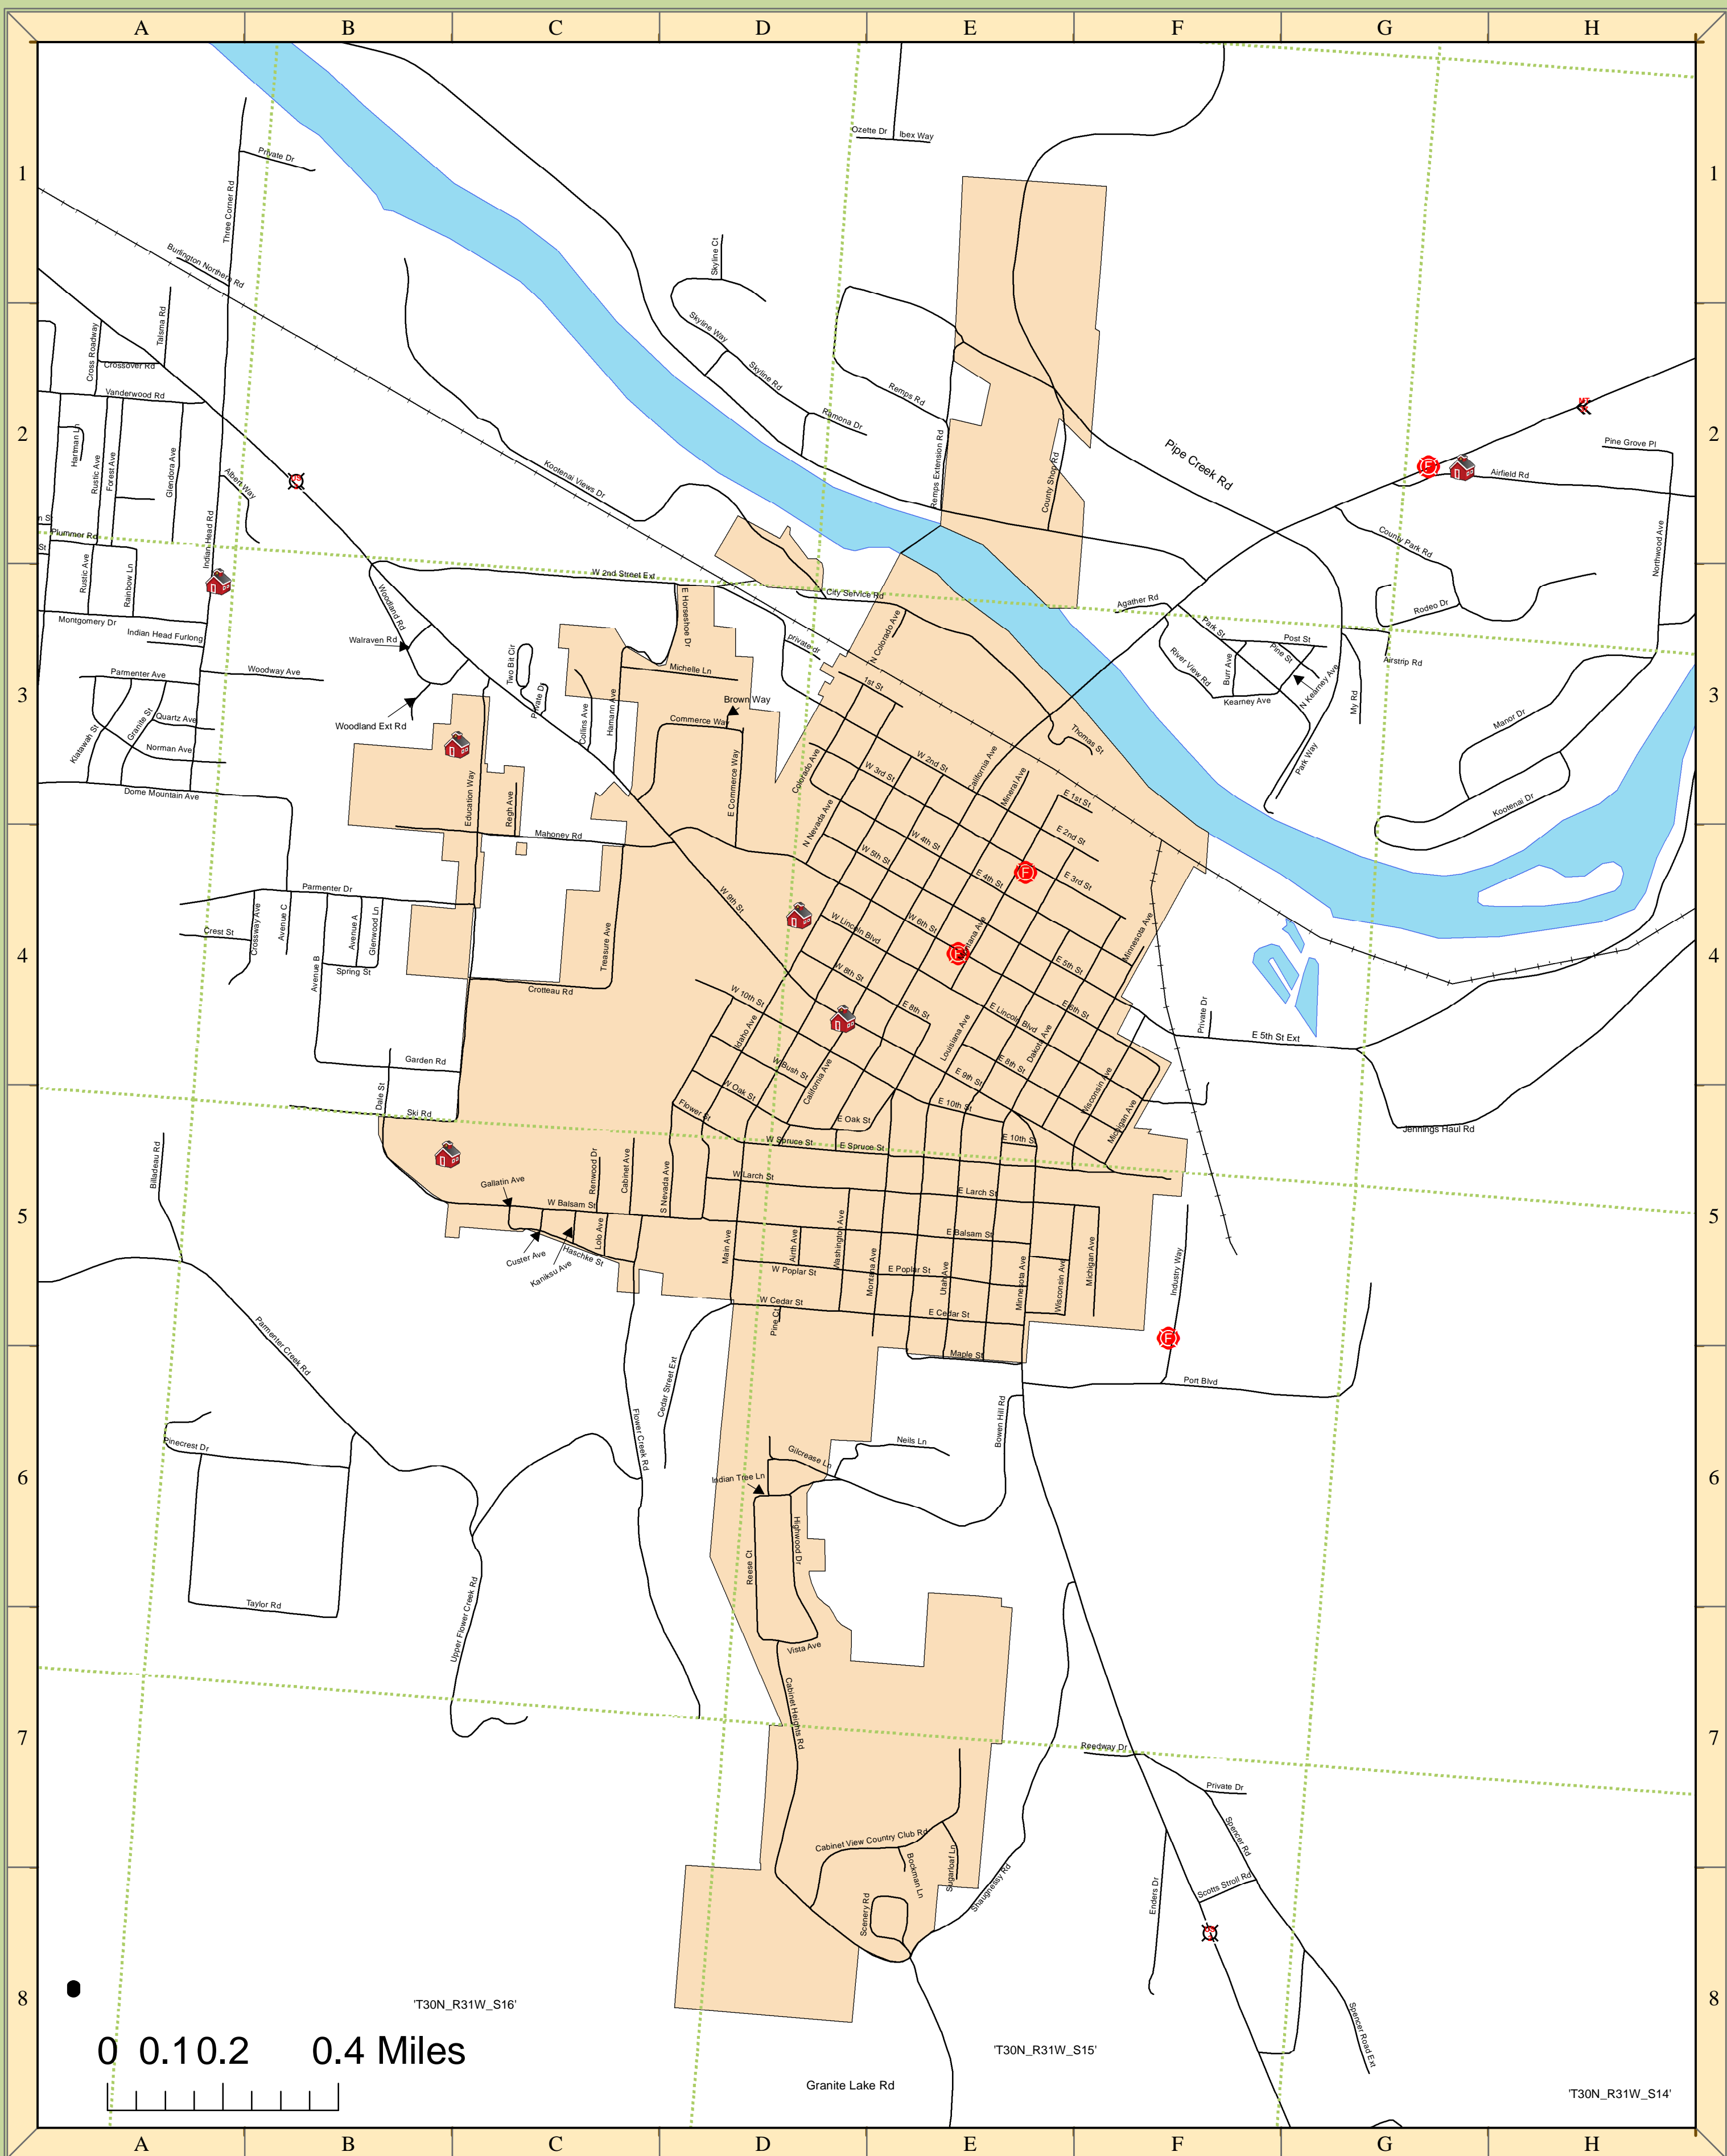 A B C D E F G H
1 1
Ozette Dr
Ibex Way
Private Dr
Three Corner Rd
Burlington Northern Rd
Skyline Ct
Skyline Way
Skyline Rd
Ramona Dr
Remps Rd
Remps Extension Rd
County Shop Rd
Pipe Creek Rd
Talsma Rd
Cross Roadway
Crossover Rd
Vanderwood Rd
2 2
Hartman Ln
Rustic Ave
Forest Ave
Glendora Ave
Albert Way
Indian Head Rd
Kootenai Views Dr
Pine Grove Pl
Airfield Rd
County Park Rd
Northwood Ave
Rodeo Dr
Plummer Rd
n St
St
Rustic Ave
Rainbow Ln
Montgomery Dr
Indian Head Furlong
Woodland Rd
Walraven Rd
W 2nd Street Ext
E Horseshoe Dr
City Service Rd
private dr
N Colorado Ave
Agather Rd
Park St
Post St
Pine St
Burr Ave
River View Rd
Kearney Ave
N Kearney Ave
Airstrip Rd
My Rd
Park Way
Manor Dr
Kootenai Dr
3 3
Parmenter Ave
Woodway Ave
Quartz Ave
Granite St
Klatawah St
Norman Ave
Dome Mountain Ave
Woodland Ext Rd
Two Bit Cir
Private D
Collins Ave
Hamann Ave
Michelle Ln
Brown Way
Commerce Way
E Commerce Way
Education Way
Regh Ave
Mahoney Rd
1st St
Thomas St
W 2nd St
California Ave
Mineral Ave
W 3rd St
Colorado Ave
N Nevada Ave
E 1st St
E 2nd St
E 3rd St
W 4th St
W 5th St
E 4th St
4 4
Parmenter Dr
Crest St
Crossway Ave
Avenue C
Avenue A
Glenwood Ln
Spring St
Avenue B
Garden Rd
Dale St
Ski Rd
Treasure Ave
Crotteau Rd
W 9th St
W Lincoln Blvd
W 6th St
W 8th St
E 8th St
E 5th St
E 6th St
Minnesota Ave
E Lincoln Blvd
Louisiana Ave
Dakota Ave
E 8th St
E 9th St
Wisconsin Ave
Michigan Ave
W 10th St
Idaho Ave
W Bush St
California Ave
W Oak St
Flower St
E Oak St
E 10th St
E 10th St
Private Dr
E 5th St Ext
Jennings Haul Rd
5 5
Billadeau Rd
Gallatin Ave
W Balsam St
Renwood Dr
Cabinet Ave
S Nevada Ave
Custer Ave
Kaniksu Ave
Haschke St
Lolo Ave
W Spruce St
E Spruce St
W Larch St
E Larch St
Main Ave
Airth Ave
Washington Ave
Montana Ave
E Balsam St
W Poplar St
E Poplar St
Utah Ave
Minnesota Ave
Wisconsin Ave
Michigan Ave
W Cedar St
E Cedar St
Pine Ct
Maple St
Industry Way
Port Blvd
6 6
Parmenter Creek Rd
Pinecrest Dr
Taylor Rd
Upper Flower Creek Rd
Flower Creek Rd
Cedar Street Ext
Bowen Hill Rd
Neils Ln
Gilcrease Ln
Indian Tree Ln
Reese Ct
Highwood Dr
Vista Ave
7 7
Cabinet Heights Rd
Cabinet View Country Club Rd
Bockman Ln
Sugarloaf Ln
Scenery Rd
Shaugnessy Rd
Reedway Dr
Private Dr
Spencer Rd
Scotts Stroll Rd
Enders Dr
Spencer Road Ext
8 8
'T30N_R31W_S16'
'T30N_R31W_S15'
'T30N_R31W_S14'
Granite Lake Rd
0 0.1 0.2 0.4 Miles
A B C D E F G H